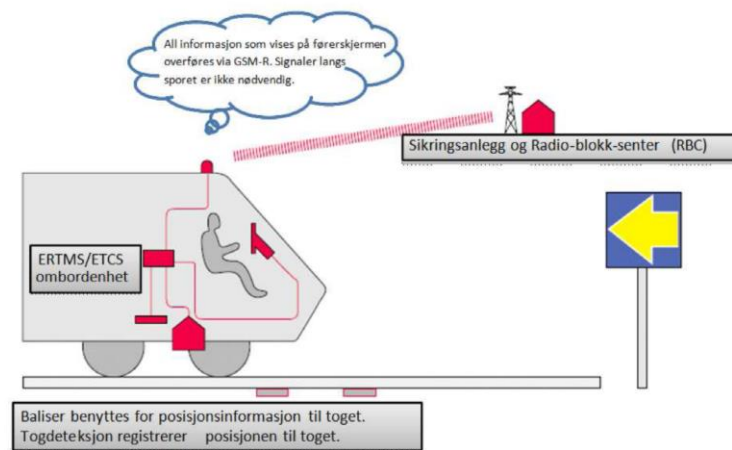 All informasjon som vises på førerskjermen
overføres via GSM-R. Signaler langs
sporet er ikke nødvendig.
Sikringsanlegg og Radio-blokk-senter (RBC)
ERTMS/ETCS
ombordenhet
Baliser benyttes for posisjonsinformasjon til toget.
Togdeteksjon registrerer posisjonen til toget.